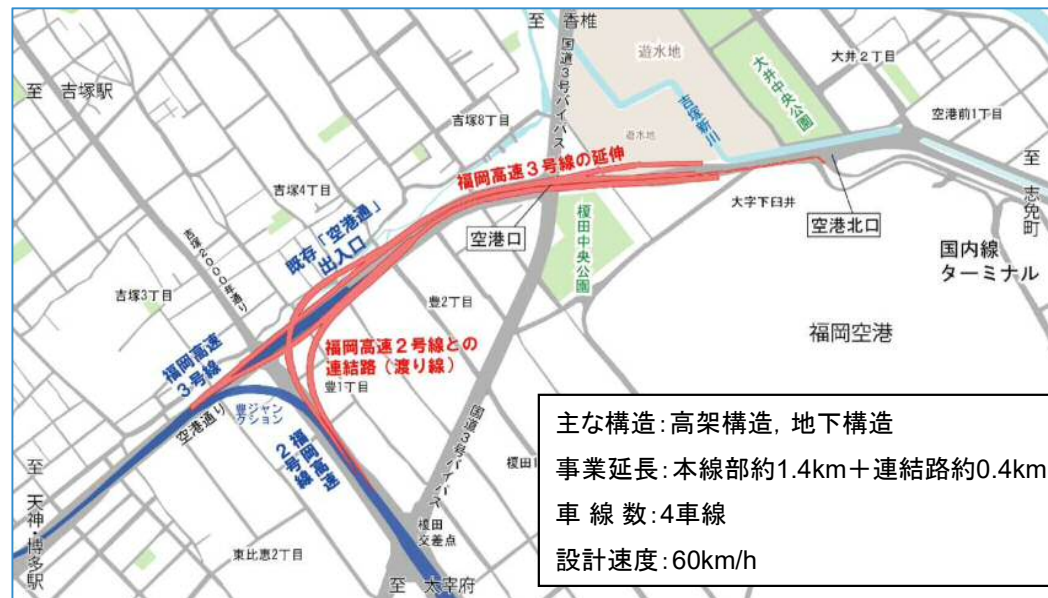 至 香椎
国道3号バイパス
遊水地
大井中央公園
大井2丁目
至 吉塚駅
吉塚8丁目
吉塚新川
遊水地
空港前1丁目
至 志免町
福岡高速3号線の延伸
吉塚4丁目
大字下臼井
空港口
空港北口
榎田中央公園
既存「空港通」
出入口
吉塚2000年通り
国内線
ターミナル
吉塚3丁目
豊2丁目
福岡空港
福岡高速
3号線
福岡高速2号線との
連結路(渡り線)
豊1丁目
空港通り
豊ジャン
クション
福岡高速
2号線
国道3号バイパス
榎田1
至 天神・博多駅
榎田
交差点
東比恵2丁目
至 太宰府
主な構造:高架構造,地下構造
事業延長:本線部約1.4km+連結路約0.4km
車 線 数:4車線
設計速度:60km/h